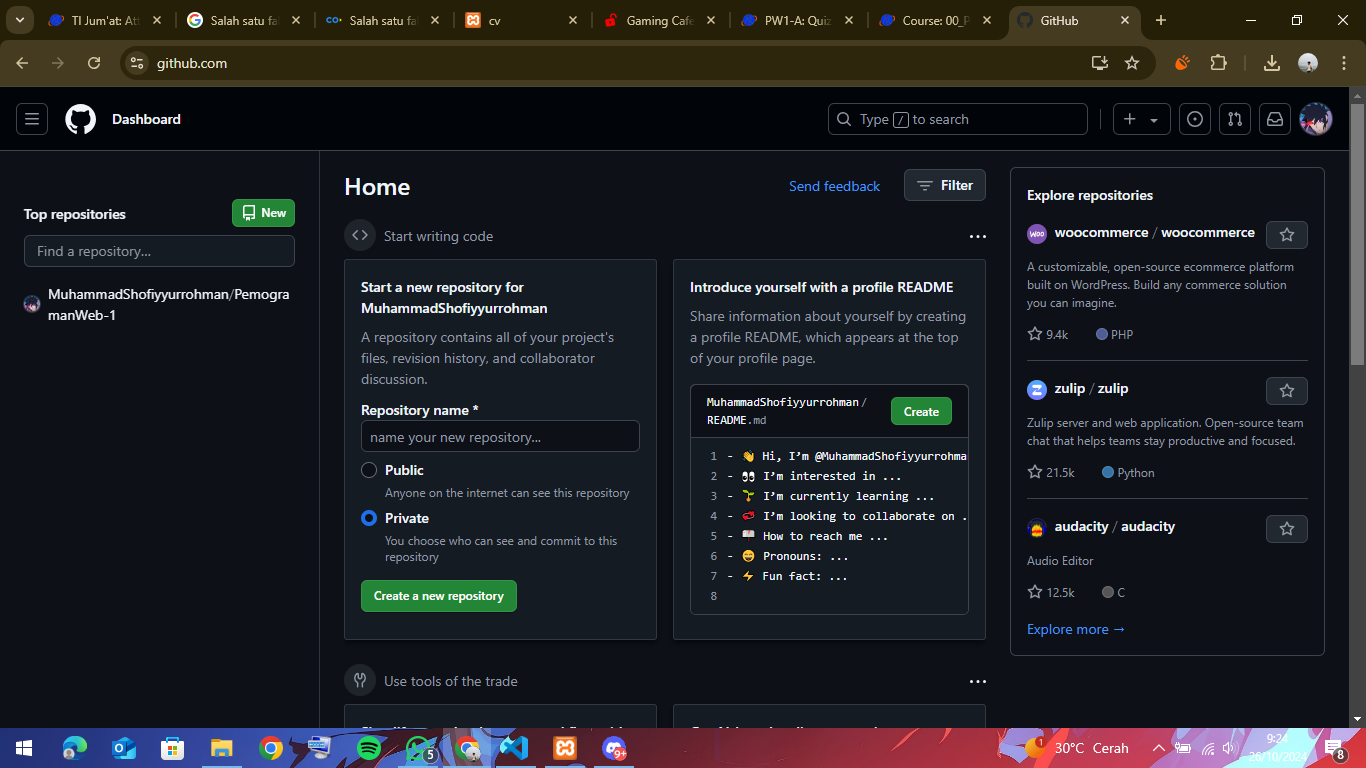 TI Jum'at: At
Salah satu fa
Salah satu fa
cv
Gaming Cafe
PW1-A: Quiz
Course: 00_P
GitHub
github.com
Dashboard
Type / to search
Top repositories
New
Find a repository...
MuhammadShofiyyurrohman/Pemogra
manWeb-1
Home
Send feedback
Filter
Start writing code
Start a new repository for
MuhammadShofiyyurrohman
A repository contains all of your project's
files, revision history, and collaborator
discussion.
Repository name *
name your new repository...
Public
Anyone on the internet can see this repository
Private
You choose who can see and commit to this
repository
Create a new repository
Introduce yourself with a profile README
Share information about yourself by creating
a profile README, which appears at the top
of your profile page.
MuhammadShofiyyurrohman/
README.md
Create
1 - 👋 Hi, I'm @MuhammadShofiyyurrohma
2 - 👀 I'm interested in ...
3 - 🌱 I'm currently learning ...
4 - 💞️ I'm looking to collaborate on .
5 - 📖 How to reach me ...
6 - 😄 Pronouns: ...
7 - ⚡ Fun fact: ...
8
Use tools of the trade
Explore repositories
woo
woocommerce / woocommerce
A customizable, open-source ecommerce platform
built on WordPress. Build any commerce solution
you can imagine.
9.4k
PHP
zulip / zulip
Zulip server and web application. Open-source team
chat that helps teams stay productive and focused.
21.5k
Python
audacity / audacity
Audio Editor
12.5k
C
Explore more →
5
9+
1
30°C Cerah
9:24
26/10/2024
8